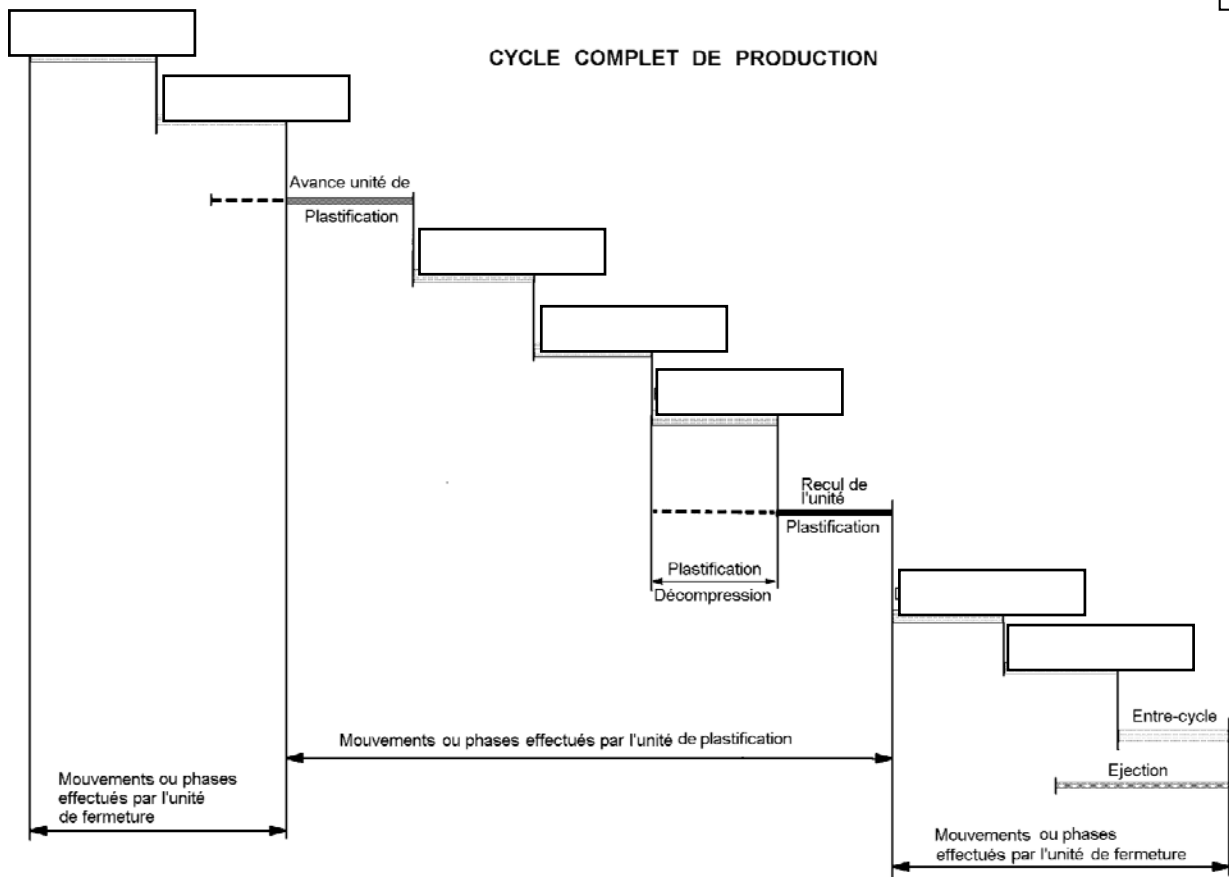 CYCLE COMPLET DE PRODUCTION
Avance unité de
Plastification
Recul de
l'unité
Plastification
Plastification
Décompression
Entre-cycle
Mouvements ou phases effectués par l'unité de plastification
Ejection
Mouvements ou phases
effectués par l'unité
de fermeture
Mouvements ou phases
effectués par l'unité de fermeture